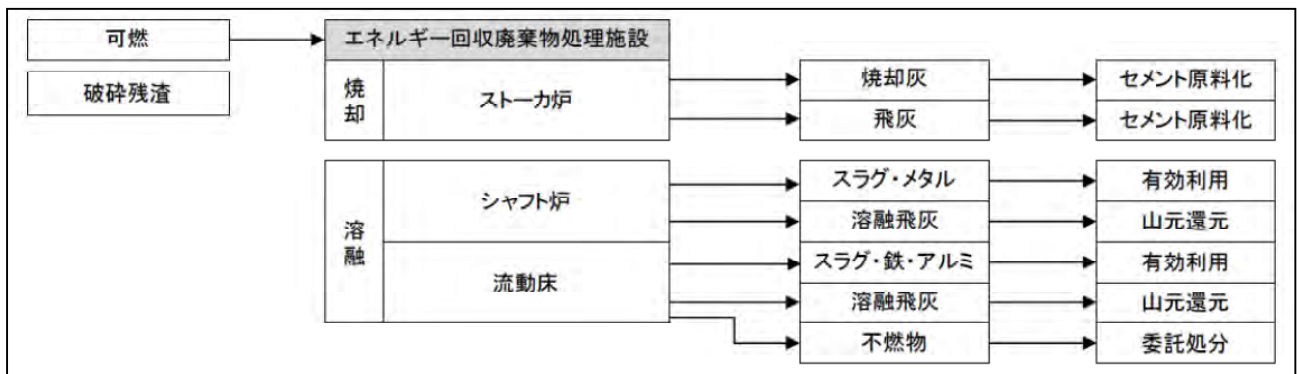 可燃
エネルギー回収廃棄物処理施設
破砕残渣
焼却
ストーカ炉
焼却灰
セメント原料化
飛灰
セメント原料化
溶融
シャフト炉
スラグ・メタル
有効利用
溶融飛灰
山元還元
流動床
スラグ・鉄・アルミ
有効利用
溶融飛灰
山元還元
不燃物
委託処分